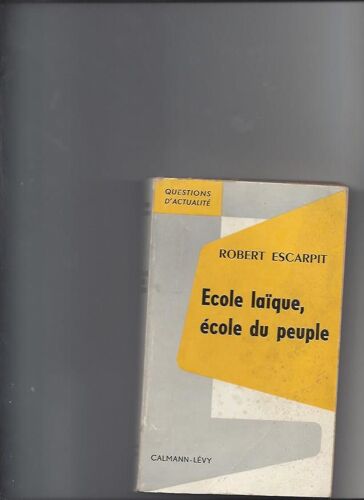 QUESTIONS
D'ACTUALITÉ
ROBERT ESCARPIT
Ecole laïque,
école du peuple
CALMANN-LÉVY